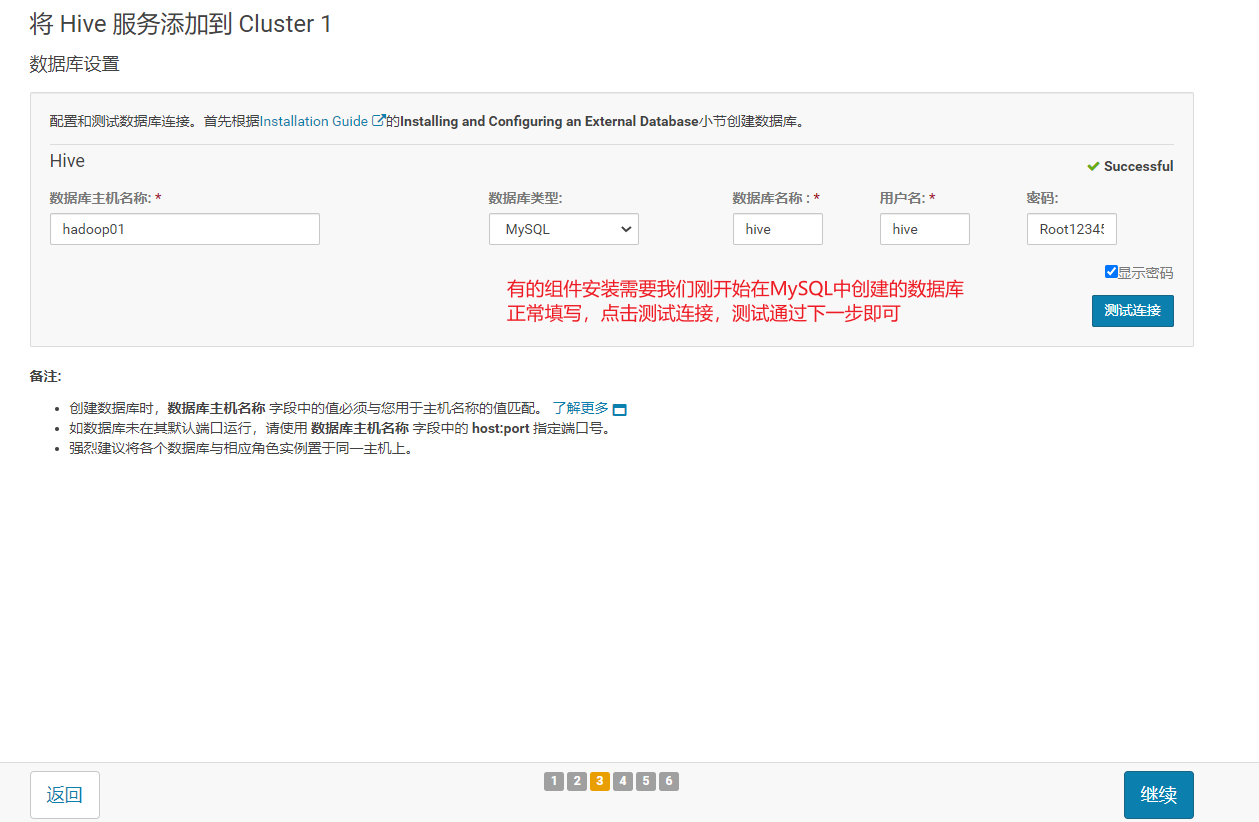 将 Hive 服务添加到 Cluster 1
数据库设置
配置和测试数据库连接。首先根据Installation Guide 的Installing and Configuring an External Database小节创建数据库。
Hive
Successful
数据库主机名称: * 数据库类型: 数据库名称 : * 用户名: * 密码:
hadoop01 MySQL hive hive Root12345
显示密码
有的组件安装需要我们刚开始在MySQL中创建的数据库
正常填写，点击测试连接，测试通过下一步即可
测试连接
备注:
创建数据库时，数据库主机名称 字段中的值必须与您用于主机名称的值匹配。 了解更多
如数据库未在其默认端口运行，请使用 数据库主机名称 字段中的 host:port 指定端口号。
强烈建议将各个数据库与相应角色实例置于同一主机上。
返回 1 2 3 4 5 6 继续